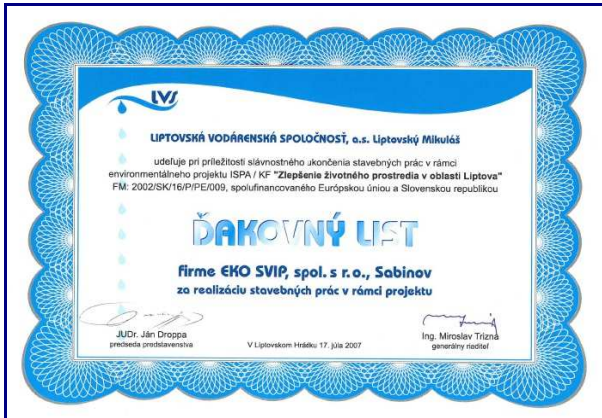 LVS
LIPTOVSKÁ VODÁRENSKÁ SPOLOČNOSŤ, a.s. Liptovský Mikuláš
udeľuje pri príležitosti slávnostného ukončenia stavebných prác v rámci
environmentálneho projektu ISPA / KF "Zlepšenie životného prostredia v oblasti Liptova"
FM: 2002/SK/16/P/PE/009, spolufinancovaného Európskou úniou a Slovenskou republikou
ĎAKOVNÝ LIST
firme EKO SVIP, spol. s r.o., Sabinov
za realizáciu stavebných prác v rámci projektu
JUDr. Ján Droppa
predseda predstavenstva
V Liptovskom Hrádku 17. júla 2007
Ing. Miroslav Trizna
generálny riaditeľ